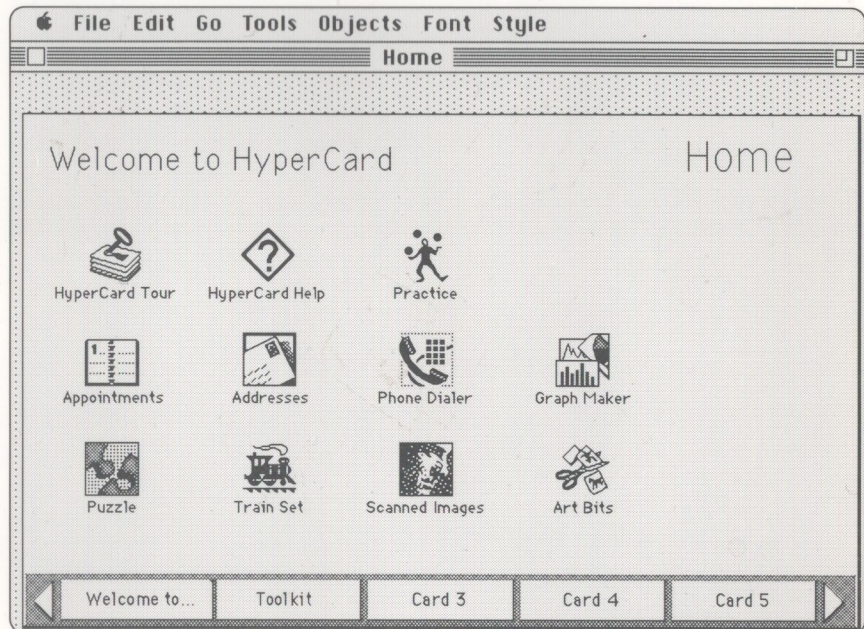 File Edit Go Tools Objects Font Style
Home
Welcome to HyperCard Home
HyperCard Tour HyperCard Help Practice
1
Appointments Addresses Phone Dialer Graph Maker
Puzzle Train Set Scanned Images Art Bits
Welcome to... Toolkit Card 3 Card 4 Card 5